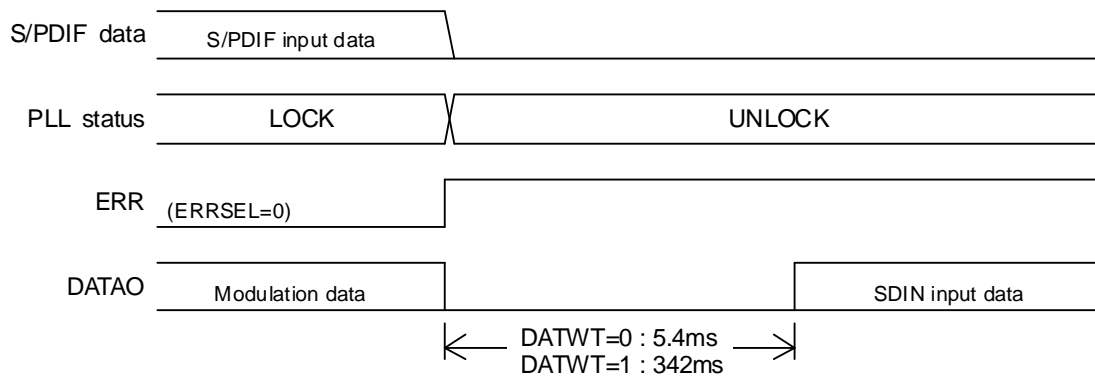 S/PDIF data
S/PDIF input data
PLL status
LOCK
UNLOCK
ERR
(ERRSEL=0)
DATAO
Modulation data
SDIN input data
DATWT=0 : 5.4ms
DATWT=1 : 342ms